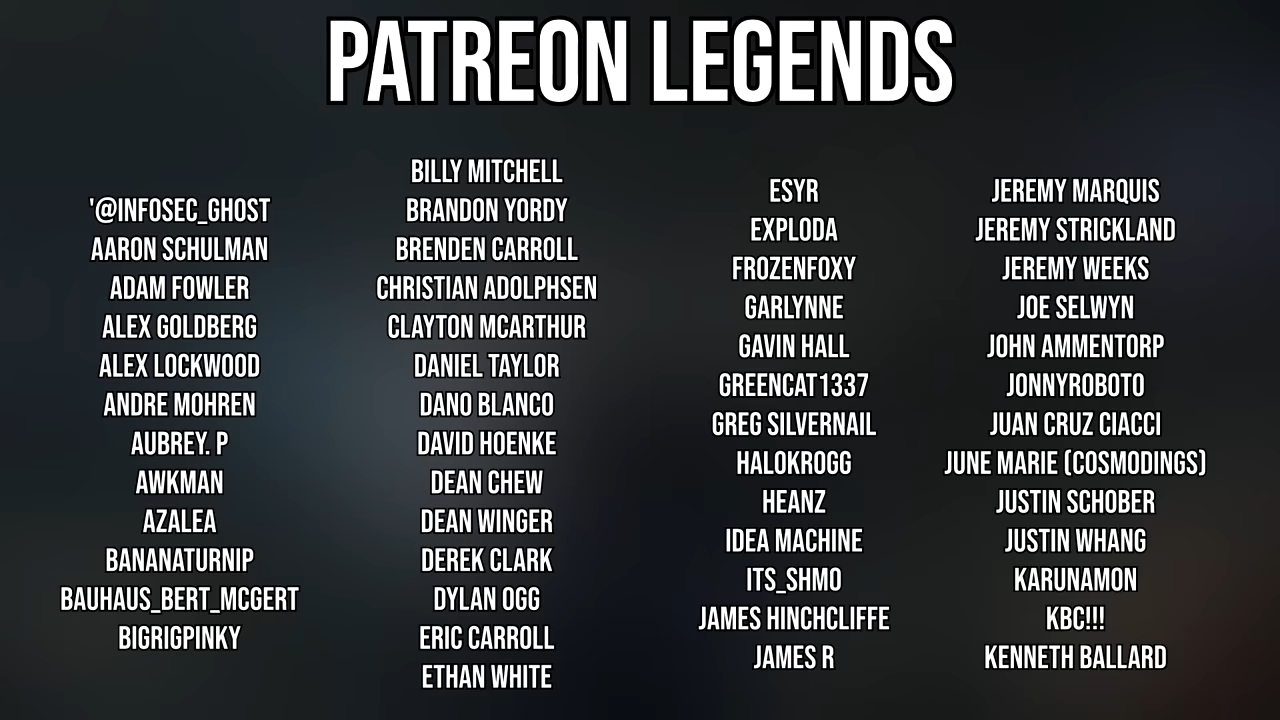 PATREON LEGENDS
'@INFOSEC_GHOST
AARON SCHULMAN
ADAM FOWLER
ALEX GOLDBERG
ALEX LOCKWOOD
ANDRE MOHREN
AUBREY. P
AWKMAN
AZALEA
BANANATURNIP
BAUHAUS_BERT_MCGERT
BIGRIGPINKY
BILLY MITCHELL
BRANDON YORDY
BRENDEN CARROLL
CHRISTIAN ADOLPHSEN
CLAYTON MCARTHUR
DANIEL TAYLOR
DANO BLANCO
DAVID HOENKE
DEAN CHEW
DEAN WINGER
DEREK CLARK
DYLAN OGG
ERIC CARROLL
ETHAN WHITE
ESYR
EXPLODA
FROZENFOXY
GARLYNNE
GAVIN HALL
GREENCAT1337
GREG SILVERNAIL
HALOKROGG
HEANZ
IDEA MACHINE
ITS_SHMO
JAMES HINCHCLIFFE
JAMES R
JEREMY MARQUIS
JEREMY STRICKLAND
JEREMY WEEKS
JOE SELWYN
JOHN AMMENTORP
JONNYROBOTO
JUAN CRUZ CIACCI
JUNE MARIE (COSMODINGS)
JUSTIN SCHOBER
JUSTIN WHANG
KARUNAMON
KBC!!!
KENNETH BALLARD